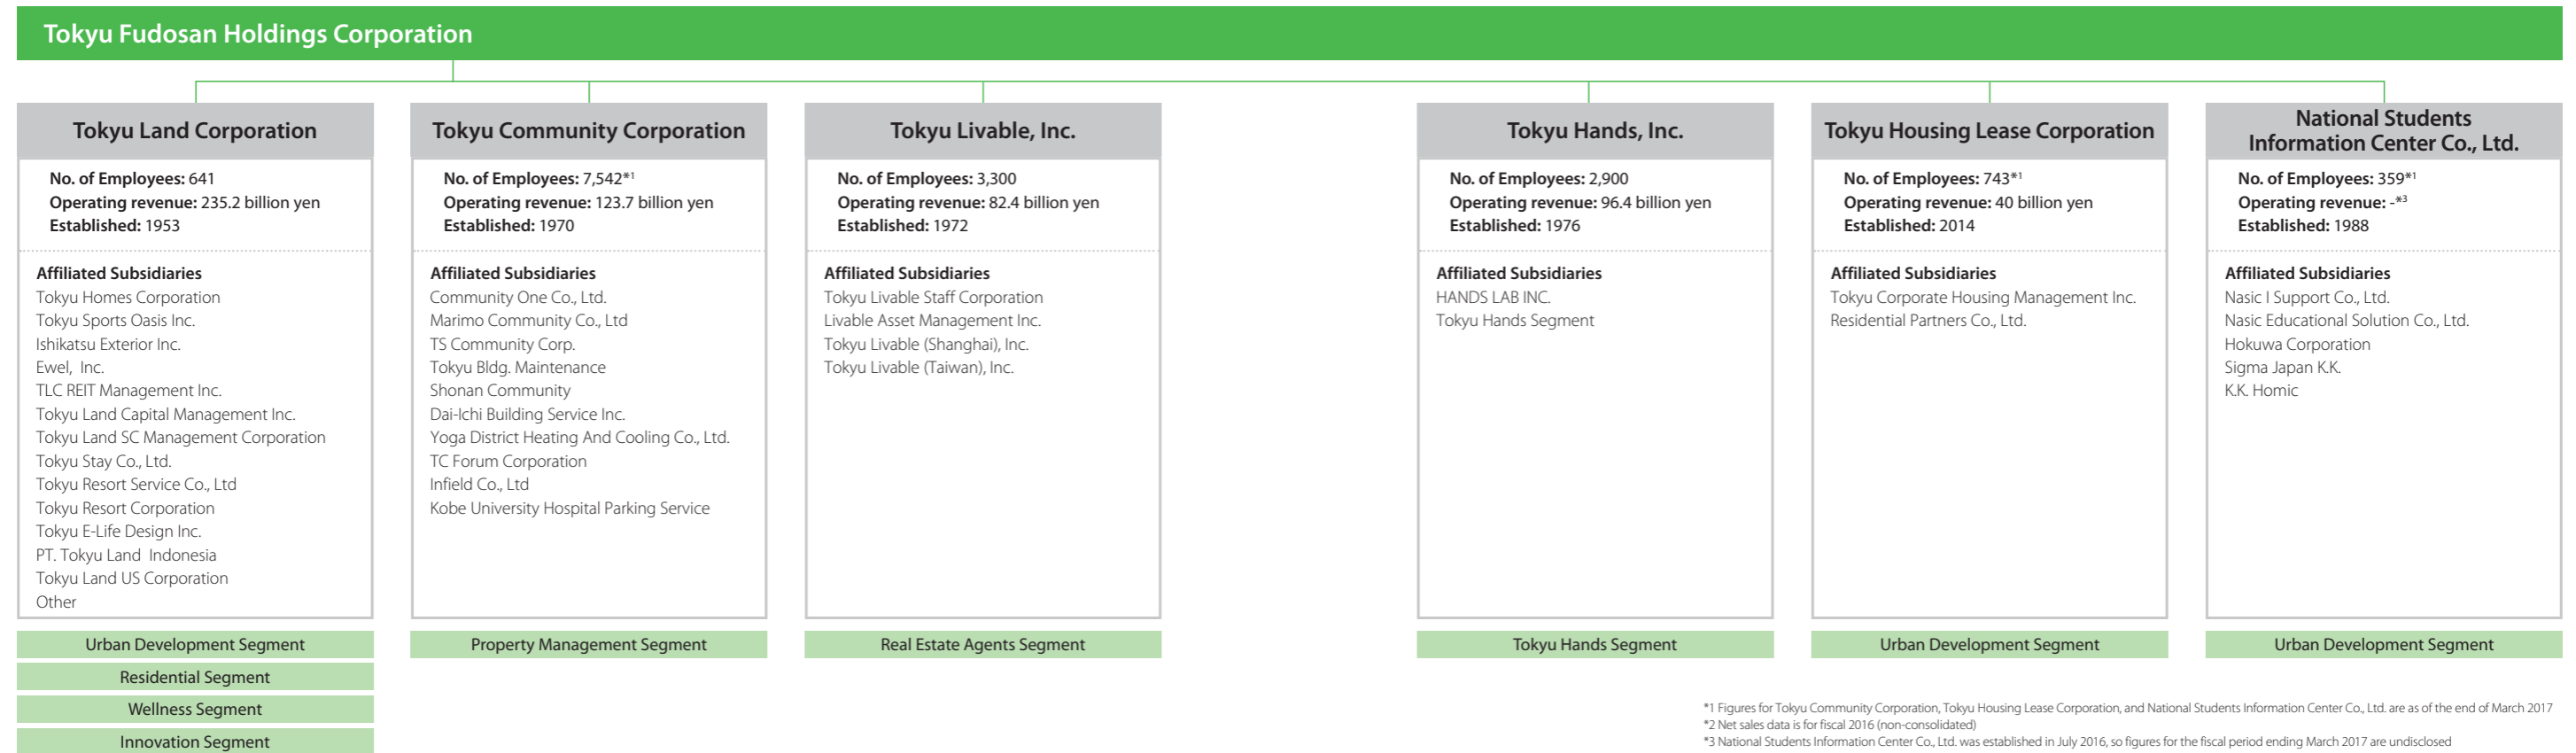 Tokyu Fudosan Holdings Corporation
Tokyu Land Corporation
No. of Employees: 641
Operating revenue: 235.2 billion yen
Established: 1953
Affiliated Subsidiaries
Tokyu Homes Corporation
Tokyu Sports Oasis Inc.
Ishikatsu Exterior Inc.
Ewel, Inc.
TLC REIT Management Inc.
Tokyu Land Capital Management Inc.
Tokyu Land SC Management Corporation
Tokyu Stay Co., Ltd.
Tokyu Resort Service Co., Ltd
Tokyu Resort Corporation
Tokyu E-Life Design Inc.
PT. Tokyu Land Indonesia
Tokyu Land US Corporation
Other
Urban Development Segment
Residential Segment
Wellness Segment
Innovation Segment
Tokyu Community Corporation
No. of Employees: 7,542*1
Operating revenue: 123.7 billion yen
Established: 1970
Affiliated Subsidiaries
Community One Co., Ltd.
Marimo Community Co., Ltd
TS Community Corp.
Tokyu Bldg. Maintenance
Shonan Community
Dai-Ichi Building Service Inc.
Yoga District Heating And Cooling Co., Ltd.
TC Forum Corporation
Infield Co., Ltd
Kobe University Hospital Parking Service
Property Management Segment
Tokyu Livable, Inc.
No. of Employees: 3,300
Operating revenue: 82.4 billion yen
Established: 1972
Affiliated Subsidiaries
Tokyu Livable Staff Corporation
Livable Asset Management Inc.
Tokyu Livable (Shanghai), Inc.
Tokyu Livable (Taiwan), Inc.
Real Estate Agents Segment
Tokyu Hands, Inc.
No. of Employees: 2,900
Operating revenue: 96.4 billion yen
Established: 1976
Affiliated Subsidiaries
HANDS LAB INC.
Tokyu Hands Segment
Tokyu Hands Segment
Tokyu Housing Lease Corporation
No. of Employees: 743*1
Operating revenue: 40 billion yen
Established: 2014
Affiliated Subsidiaries
Tokyu Corporate Housing Management Inc.
Residential Partners Co., Ltd.
Urban Development Segment
National Students
Information Center Co., Ltd.
No. of Employees: 359*1
Operating revenue: -*3
Established: 1988
Affiliated Subsidiaries
Nasic I Support Co., Ltd.
Nasic Educational Solution Co., Ltd.
Hokuwa Corporation
Sigma Japan K.K.
K.K. Homic
Urban Development Segment
*1 Figures for Tokyu Community Corporation, Tokyu Housing Lease Corporation, and National Students Information Center Co., Ltd. are as of the end of March 2017
*2 Net sales data is for fiscal 2016 (non-consolidated)
*3 National Students Information Center Co., Ltd. was established in July 2016, so figures for the fiscal period ending March 2017 are undisclosed